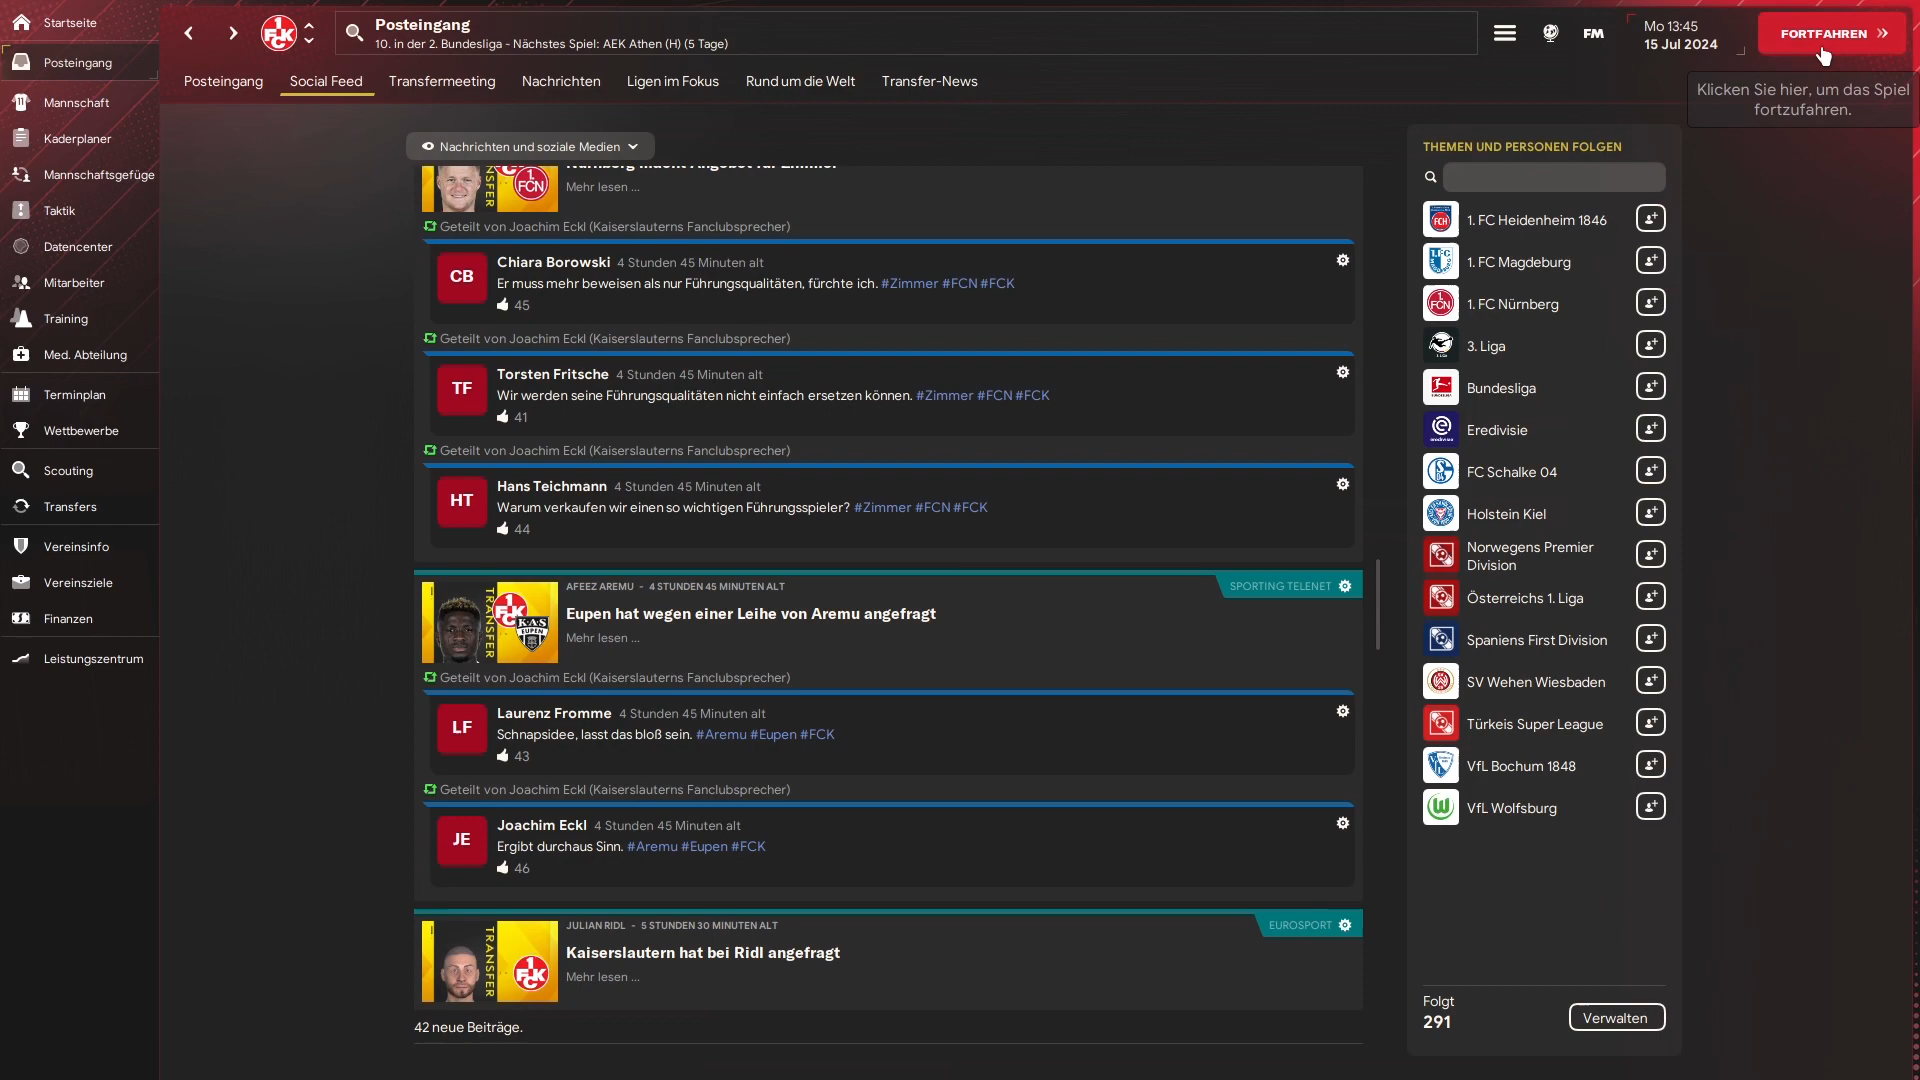 Startseite
Posteingang
Mannschaft
Kaderplaner
Mannschaftsgefüge
Taktik
Datencenter
Mitarbeiter
Training
Med. Abteilung
Terminplan
Wettbewerbe
Scouting
Transfers
Vereinsinfo
Vereinsziele
Finanzen
Leistungszentrum
Posteingang
10. in der 2. Bundesliga - Nächstes Spiel: AEK Athen (H) (5 Tage)
FM
Mo 13:45
15 Jul 2024
FORTFAHREN
Klicken Sie hier, um das Spiel
fortzufahren.
Posteingang Social Feed Transfermeeting Nachrichten Ligen im Fokus Rund um die Welt Transfer-News
Nachrichten und soziale Medien
Nürnberg macht Angebot für Zimmer
Mehr lesen ...
Geteilt von Joachim Eckl (Kaiserslauterns Fanclubsprecher)
CB
Chiara Borowski 4 Stunden 45 Minuten alt
Er muss mehr beweisen als nur Führungsqualitäten, fürchte ich. #Zimmer #FCN #FCK
45
Geteilt von Joachim Eckl (Kaiserslauterns Fanclubsprecher)
TF
Torsten Fritsche 4 Stunden 45 Minuten alt
Wir werden seine Führungsqualitäten nicht einfach ersetzen können. #Zimmer #FCN #FCK
41
Geteilt von Joachim Eckl (Kaiserslauterns Fanclubsprecher)
HT
Hans Teichmann 4 Stunden 45 Minuten alt
Warum verkaufen wir einen so wichtigen Führungsspieler? #Zimmer #FCN #FCK
44
TRANSFER
AFEEZ AREMU - 4 STUNDEN 45 MINUTEN ALT
SPORTING TELENET
Eupen hat wegen einer Leihe von Aremu angefragt
Mehr lesen ...
Geteilt von Joachim Eckl (Kaiserslauterns Fanclubsprecher)
LF
Laurenz Fromme 4 Stunden 45 Minuten alt
Schnapsidee, lasst das bloß sein. #Aremu #Eupen #FCK
43
Geteilt von Joachim Eckl (Kaiserslauterns Fanclubsprecher)
JE
Joachim Eckl 4 Stunden 45 Minuten alt
Ergibt durchaus Sinn. #Aremu #Eupen #FCK
46
TRANSFER
JULIAN RIDL - 5 STUNDEN 30 MINUTEN ALT
EUROSPORT
Kaiserslautern hat bei Ridl angefragt
Mehr lesen ...
42 neue Beiträge.
THEMEN UND PERSONEN FOLGEN
1. FC Heidenheim 1846
1. FC Magdeburg
1. FC Nürnberg
3. Liga
Bundesliga
Eredivisie
FC Schalke 04
Holstein Kiel
Norwegens Premier
Division
Österreichs 1. Liga
Spaniens First Division
SV Wehen Wiesbaden
Türkeis Super League
VfL Bochum 1848
VfL Wolfsburg
Folgt
291
Verwalten